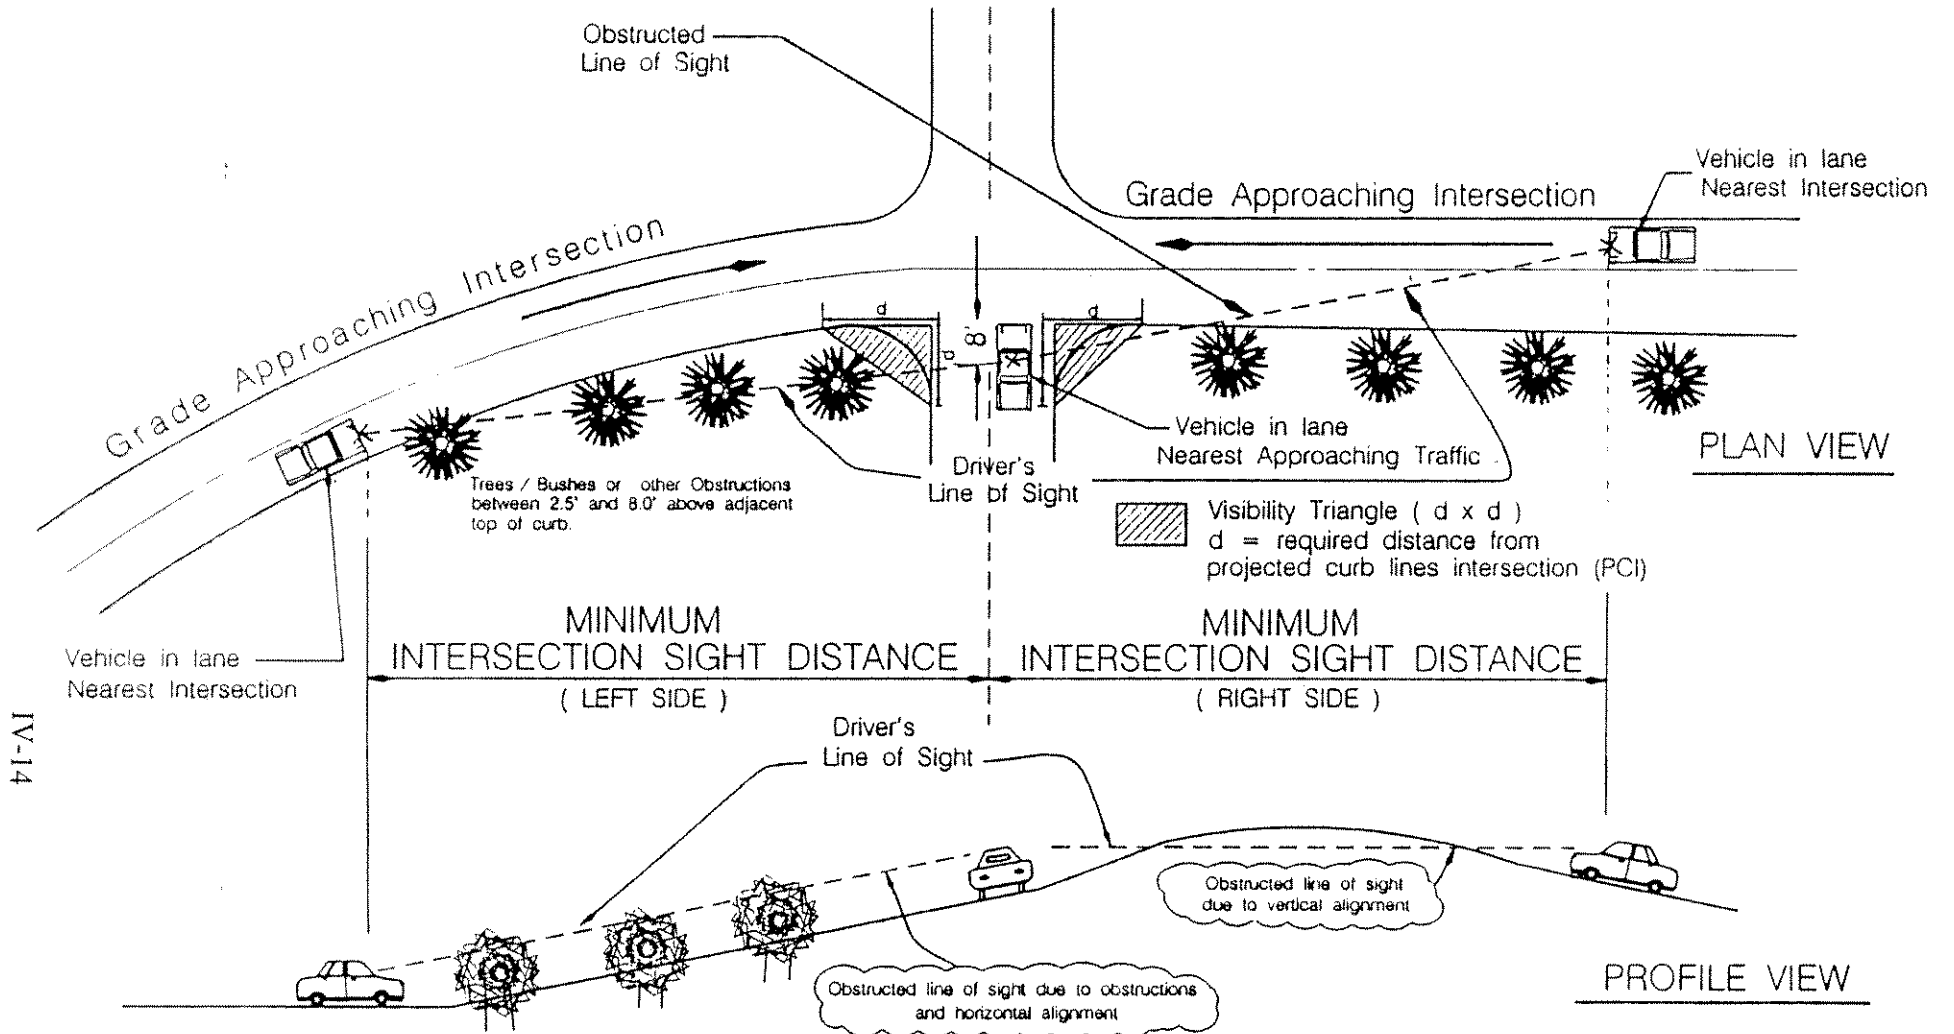 Obstructed
Line of Sight
Vehicle in lane
Nearest Intersection
Grade Approaching Intersection
Grade Approaching Intersection
d
d
8'
d
Vehicle in lane
Nearest Approaching Traffic
PLAN VIEW
Driver's
Line of Sight
Trees / Bushes or other Obstructions
between 2.5' and 8.0' above adjacent
top of curb.
Visibility Triangle ( d x d )
d = required distance from
projected curb lines intersection (PCI)
MINIMUM
INTERSECTION SIGHT DISTANCE
( LEFT SIDE )
MINIMUM
INTERSECTION SIGHT DISTANCE
( RIGHT SIDE )
Vehicle in lane
Nearest Intersection
IV-14
Driver's
Line of Sight
Obstructed line of sight
due to vertical alignment
Obstructed line of sight due to obstructions
and horizontal alignment
PROFILE VIEW